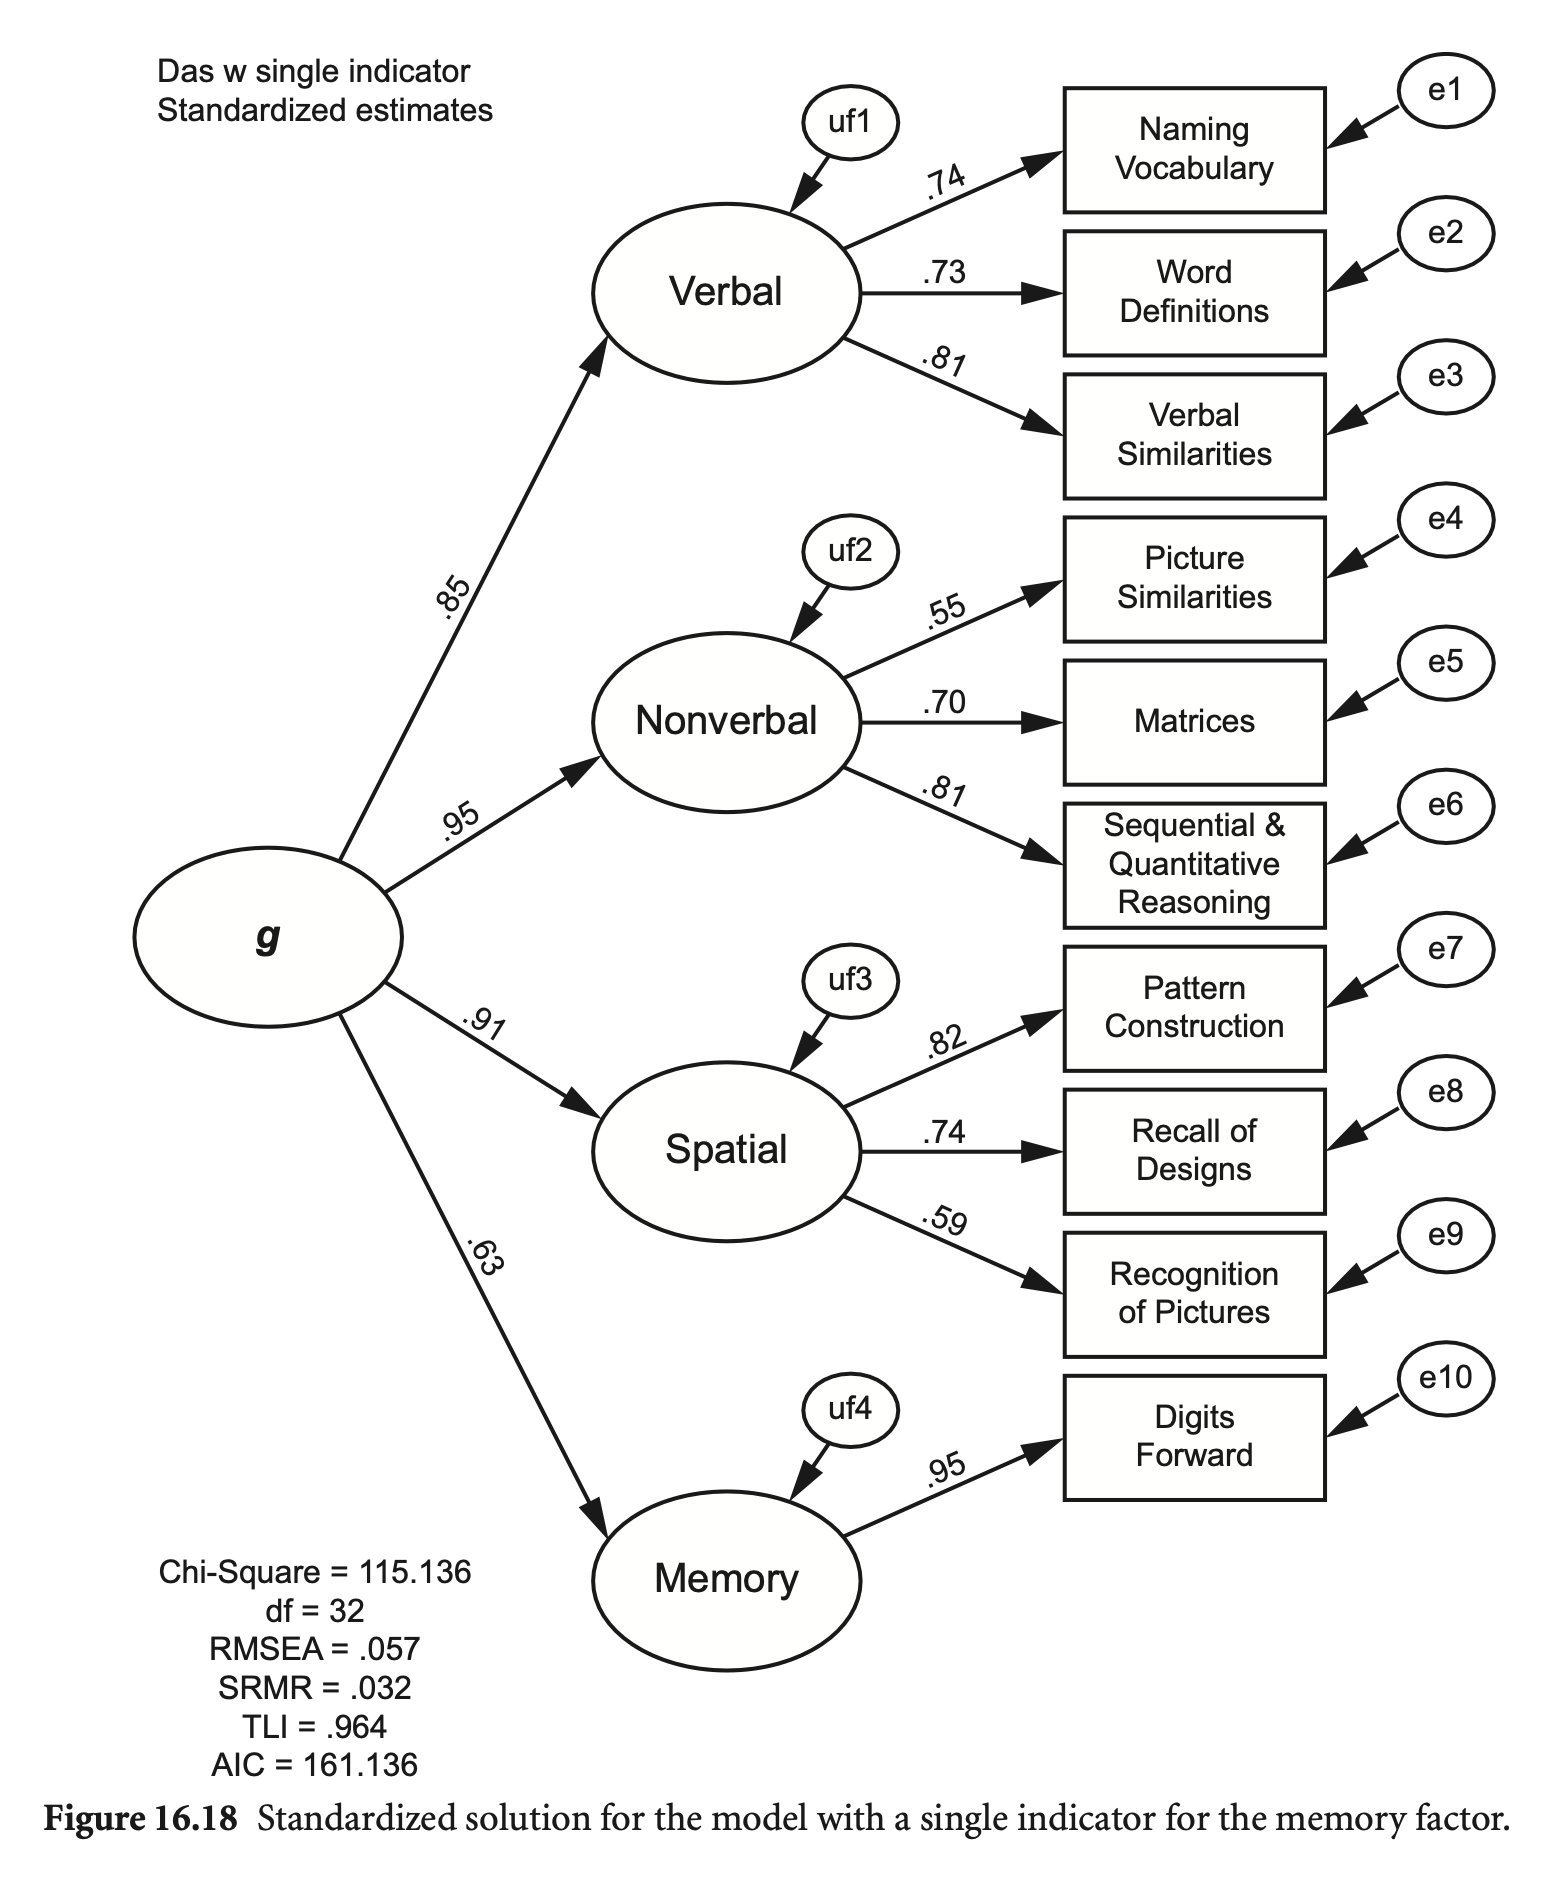 Das w single indicator
Standardized estimates
uf1
e1
Naming
Vocabulary
.74
e2
Verbal
.73
Word
Definitions
.81
e3
Verbal
Similarities
.85
uf2
e4
Picture
Similarities
.55
e5
Nonverbal
.70
Matrices
.95
.81
e6
Sequential &
Quantitative
Reasoning
g
uf3
e7
Pattern
Construction
.91
.82
e8
Spatial
.74
Recall of
Designs
.59
e9
Recognition
of Pictures
.63
uf4
e10
Digits
Forward
.95
Memory
Chi-Square = 115.136
df = 32
RMSEA = .057
SRMR = .032
TLI = .964
AIC = 161.136
Figure 16.18 Standardized solution for the model with a single indicator for the memory factor.